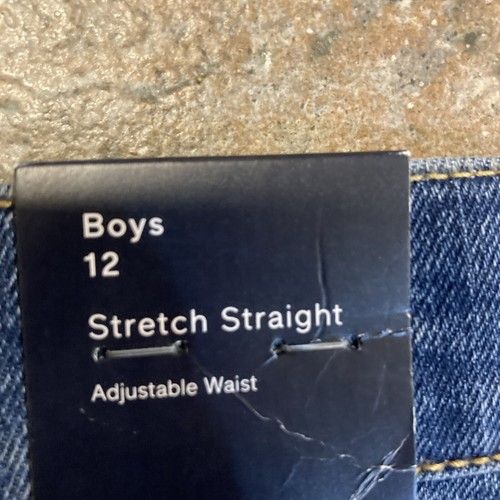 Boys
12
Stretch Straight
Adjustable Waist